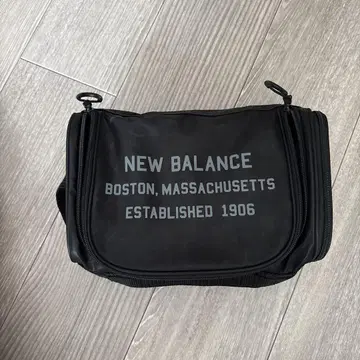 NEW BALANCE
BOSTON, MASSACHUSETTS
ESTABLISHED 1906